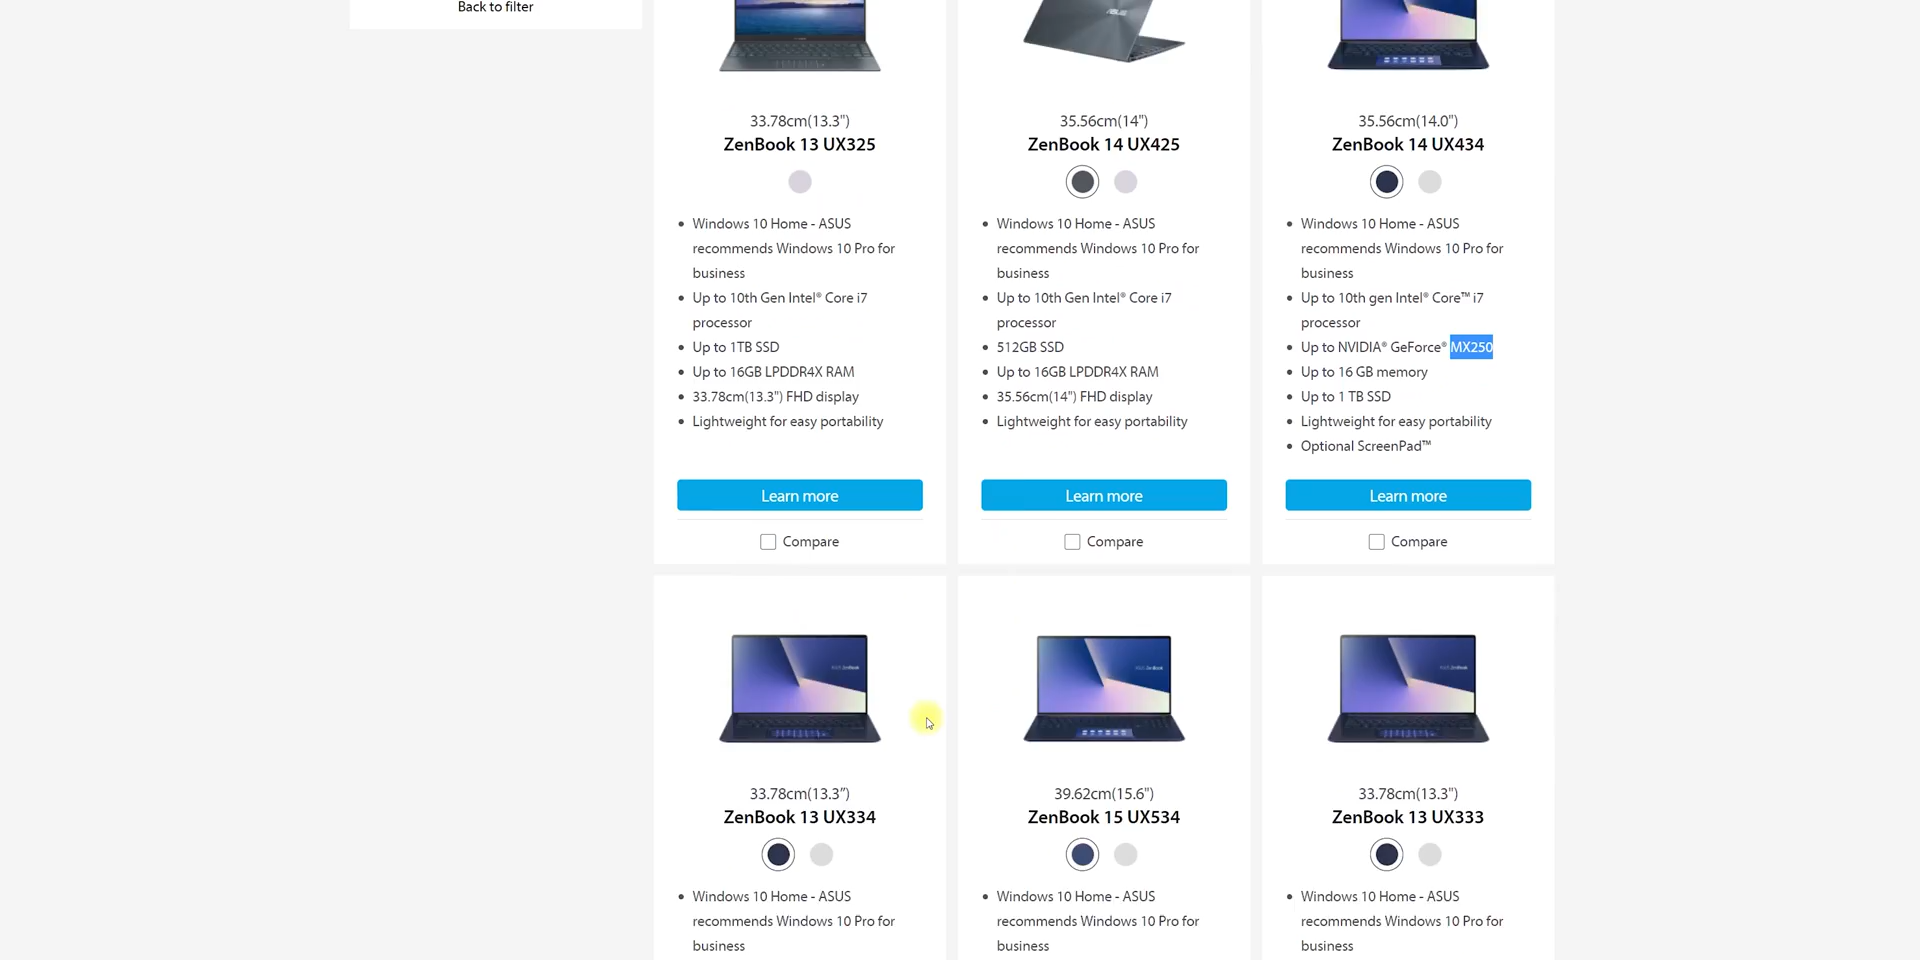 Back to filter
33.78cm(13.3")
ZenBook 13 UX325
Windows 10 Home - ASUS
recommends Windows 10 Pro for
business
Up to 10th Gen Intel® Core i7
processor
Up to 1TB SSD
Up to 16GB LPDDR4X RAM
33.78cm(13.3") FHD display
Lightweight for easy portability
Learn more
Compare
ASUS
35.56cm(14")
ZenBook 14 UX425
Windows 10 Home - ASUS
recommends Windows 10 Pro for
business
Up to 10th Gen Intel® Core i7
processor
512GB SSD
Up to 16GB LPDDR4X RAM
35.56cm(14") FHD display
Lightweight for easy portability
Learn more
Compare
35.56cm(14.0")
ZenBook 14 UX434
Windows 10 Home - ASUS
recommends Windows 10 Pro for
business
Up to 10th gen Intel® Core™ i7
processor
Up to NVIDIA® GeForce® MX250
Up to 16 GB memory
Up to 1 TB SSD
Lightweight for easy portability
Optional ScreenPad™
Learn more
Compare
33.78cm(13.3”)
ZenBook 13 UX334
Windows 10 Home - ASUS
recommends Windows 10 Pro for
business
39.62cm(15.6")
ZenBook 15 UX534
Windows 10 Home - ASUS
recommends Windows 10 Pro for
business
33.78cm(13.3")
ZenBook 13 UX333
Windows 10 Home - ASUS
recommends Windows 10 Pro for
business